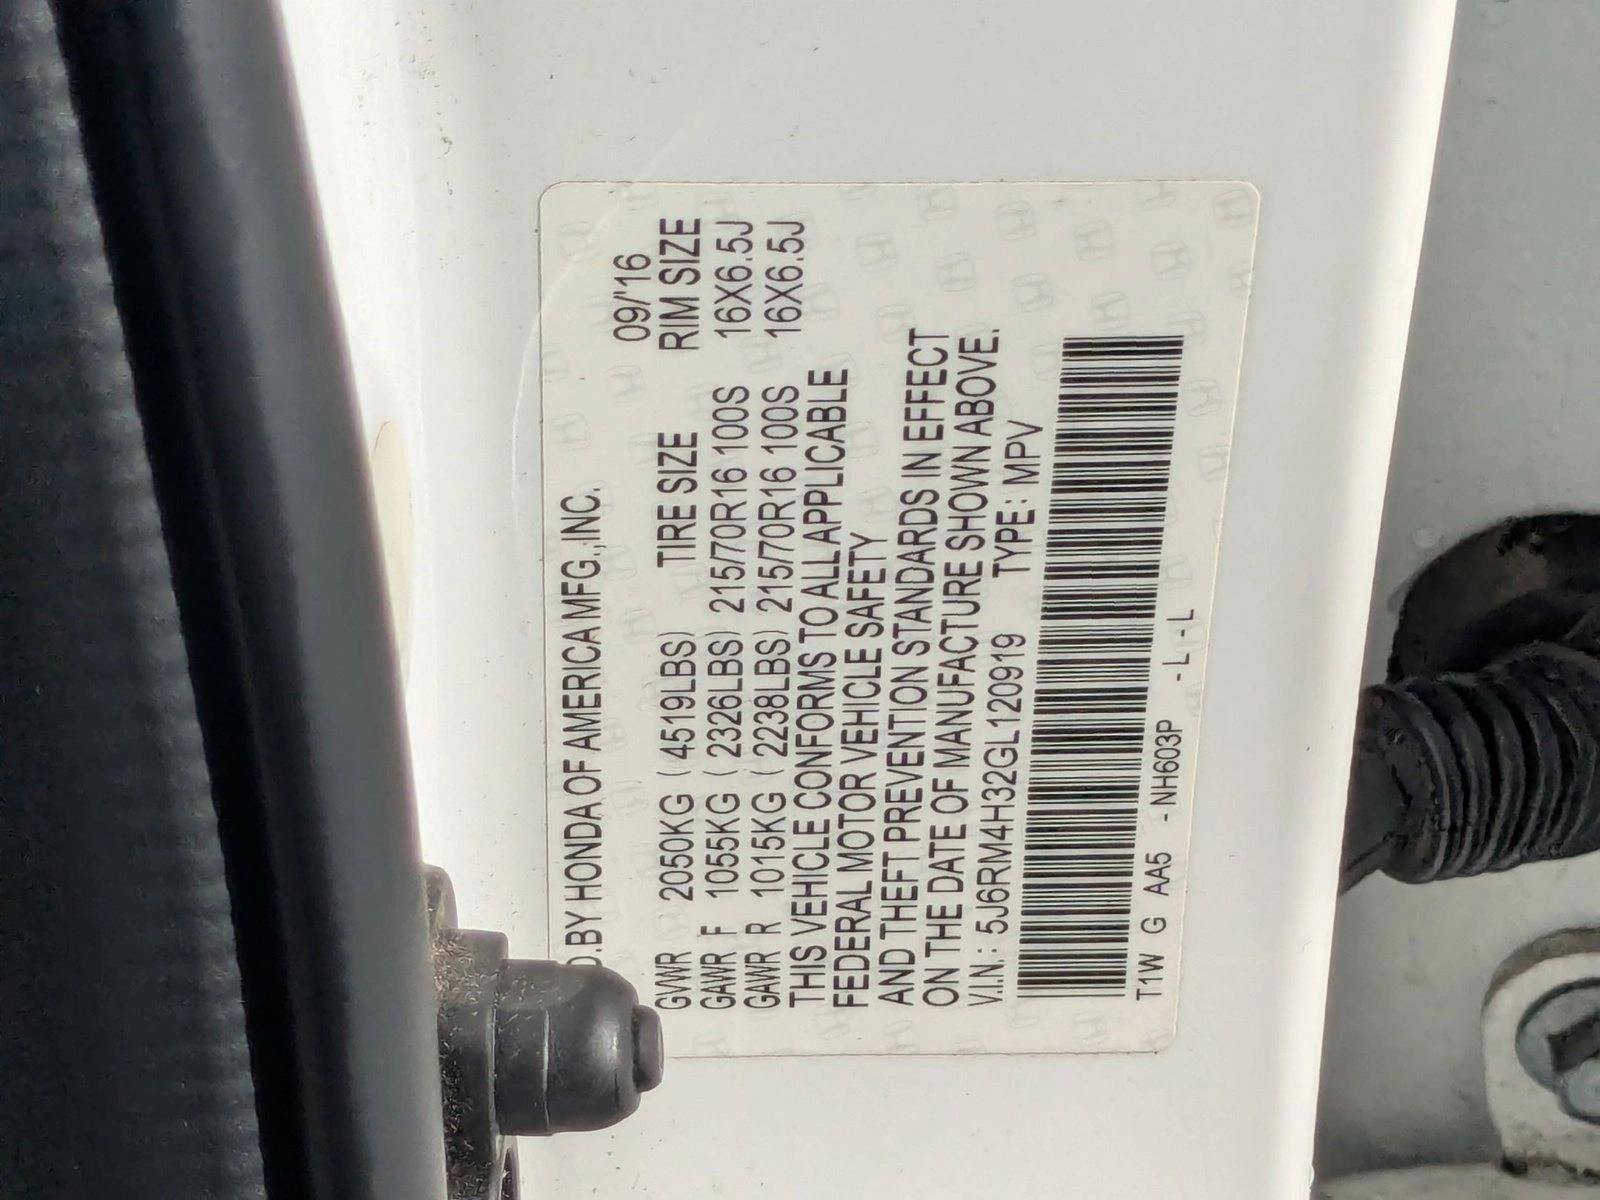 D.BY HONDA OF AMERICA MFG.,INC. 09/'16
GVWR 2050KG (4519LBS) TIRE SIZE RIM SIZE
GAWR F 1055KG (2326LBS) 215/70R16 100S 16X6.5J
GAWR R 1015KG (2238LBS) 215/70R16 100S 16X6.5J
THIS VEHICLE CONFORMS TO ALL APPLICABLE
FEDERAL MOTOR VEHICLE SAFETY
AND THEFT PREVENTION STANDARDS IN EFFECT
ON THE DATE OF MANUFACTURE SHOWN ABOVE.
V.I.N.: 5J6RM4H32GL120919 TYPE: MPV
T1W G AA5 -NH603P -L -L